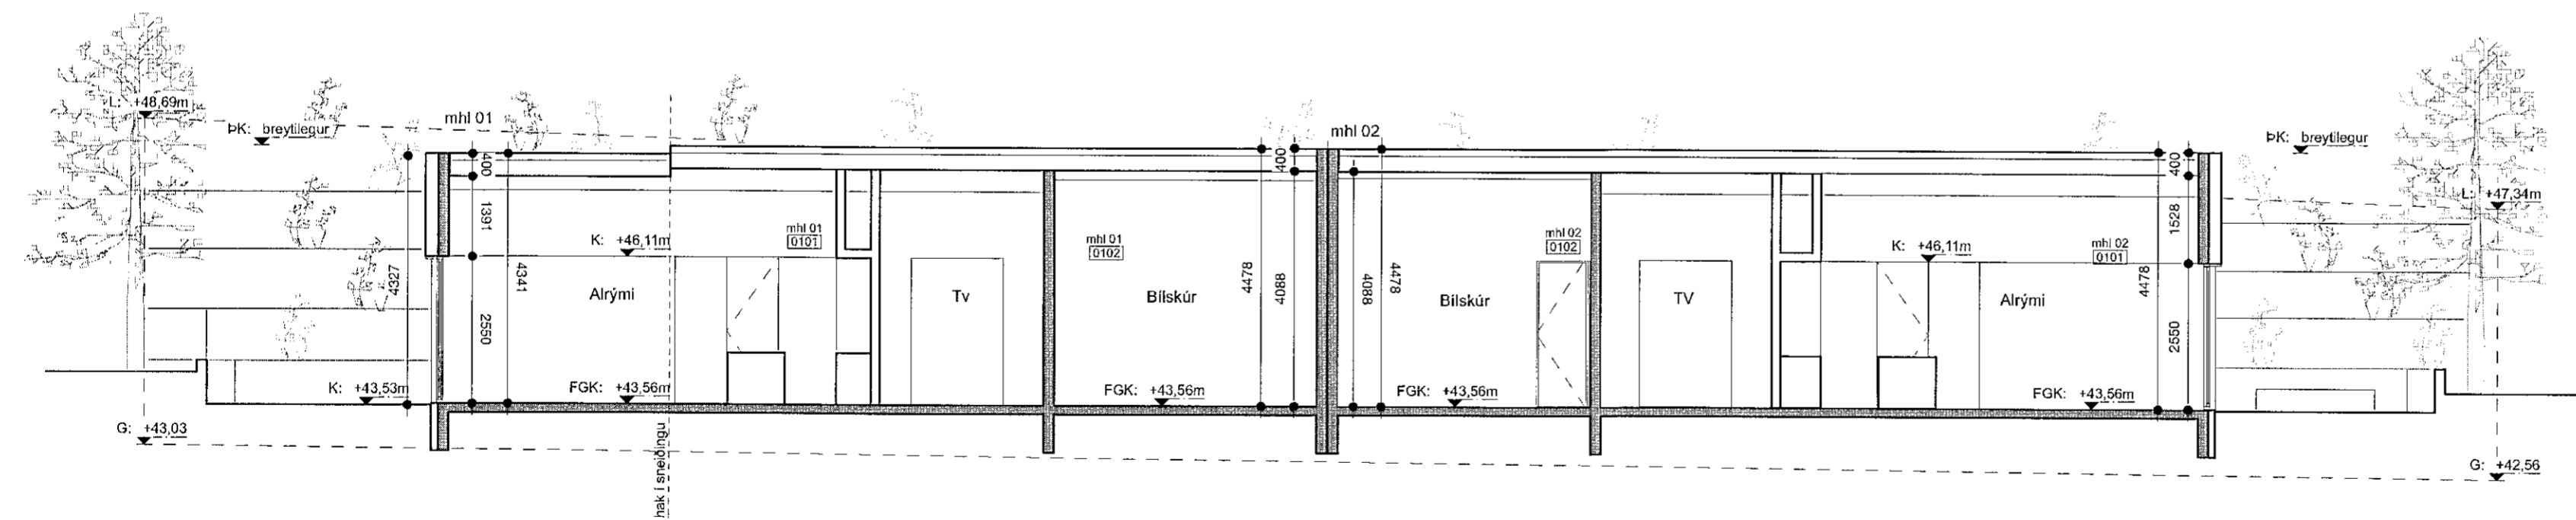 L: +48,69m
ÞK: breytilegur
mhl 01
mhl 02
ÞK: breytilegur
L: +47,34m
400
400
400
1391
1528
K: +46,11m
mhl 01
0101
mhl 01
0102
mhl 02
0102
K: +46,11m
mhl 02
0101
4327
4341
4478
4088
4088
4478
4478
Alrými
Tv
Bílskúr
Bílskúr
TV
Alrými
2550
2550
K: +43,53m
FGK: +43,56m
FGK: +43,56m
FGK: +43,56m
FGK: +43,56m
G: +43,03
hak í sneiðingu
G: +42,56